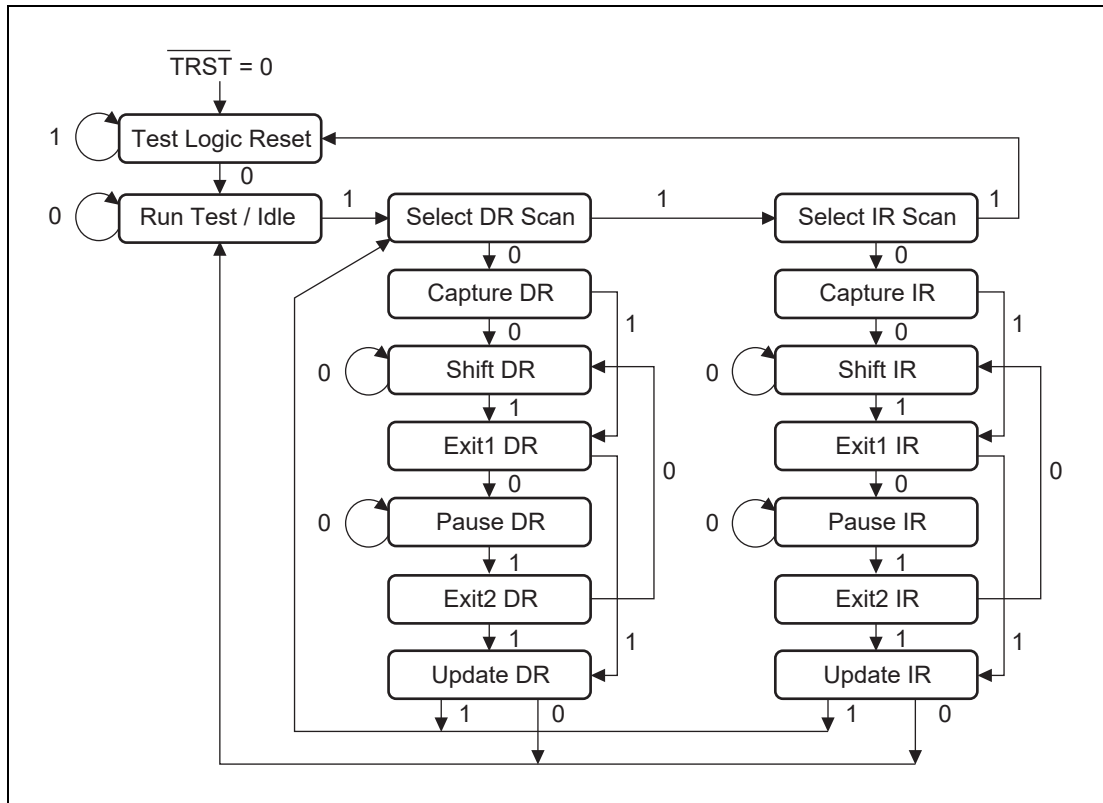 TRST = 0
1
Test Logic Reset
0
0
Run Test / Idle
1
Select DR Scan
1
Select IR Scan
1
0
0
Capture DR
Capture IR
0
1
0
1
0
Shift DR
0
Shift IR
1
1
Exit1 DR
Exit1 IR
0
0
0
0
0
Pause DR
0
Pause IR
1
1
Exit2 DR
Exit2 IR
1
1
1
1
Update DR
Update IR
1
0
1
0